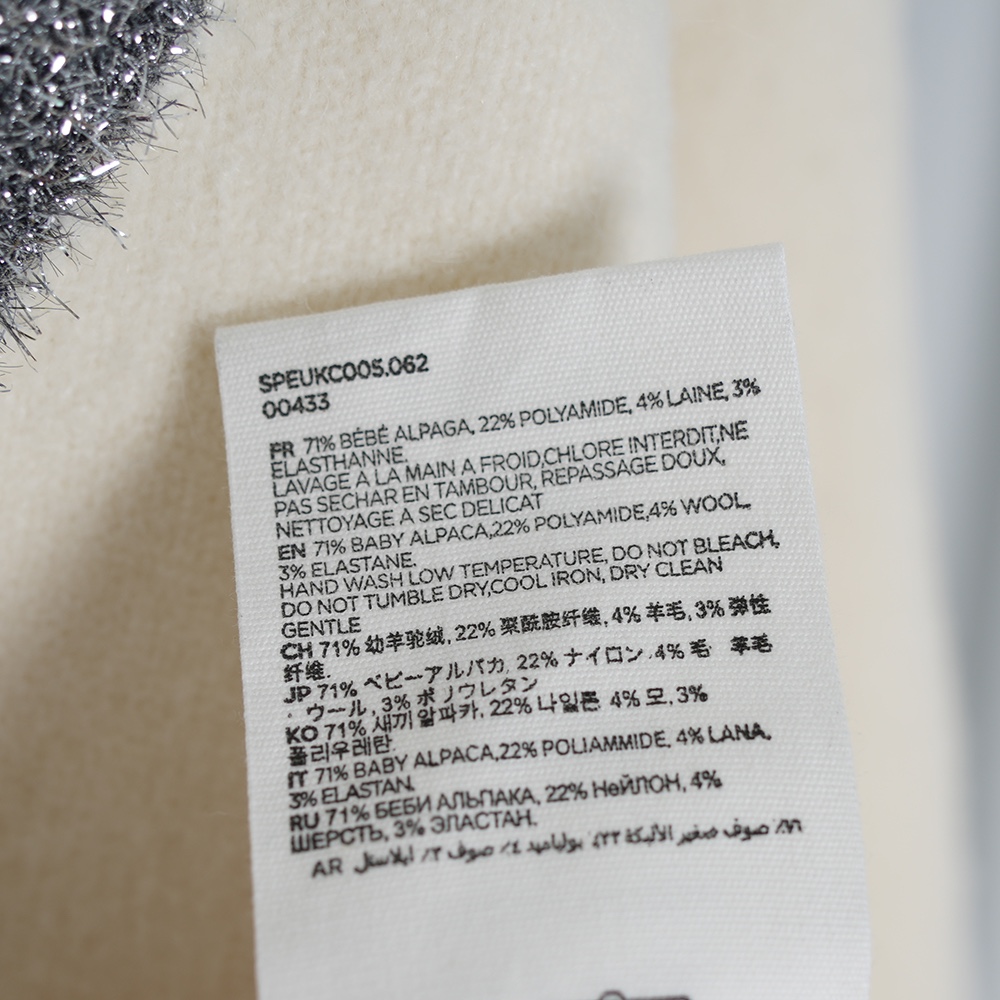 SPEUKC005.062
00433
FR 71% BÉBÉ ALPAGA, 22% POLYAMIDE, 4% LAINE, 3%
ELASTHANNE.
LAVAGE A LA MAIN A FROID,CHLORE INTERDIT,NE
PAS SECHAR EN TAMBOUR, REPASSAGE DOUX,
NETTOYAGE A SEC DELICAT
EN 71% BABY ALPACA,22% POLYAMIDE,4% WOOL,
3% ELASTANE.
HAND WASH LOW TEMPERATURE, DO NOT BLEACH,
DO NOT TUMBLE DRY,COOL IRON, DRY CLEAN
GENTLE
CH 71% 幼羊驼绒, 22% 聚酰胺纤维, 4% 羊毛, 3% 弹性
纤维.
JP 71% ベビーアルパカ, 22% ナイロン, 4% 毛 羊毛
・ウール, 3% ポリウレタン
KO 71% 새끼 알파카, 22% 나일론 4% 모, 3%
폴리우레탄.
IT 71% BABY ALPACA,22% POLIAMMIDE, 4% LANA,
3% ELASTAN.
RU 71% БЕБИ АЛЬПАКА, 22% НейЛОН, 4%
ШЕРСТЬ, 3% ЭЛАСТАН.
AR صوف صغير ٢٢٪ ٤٪ صوف ٣٪